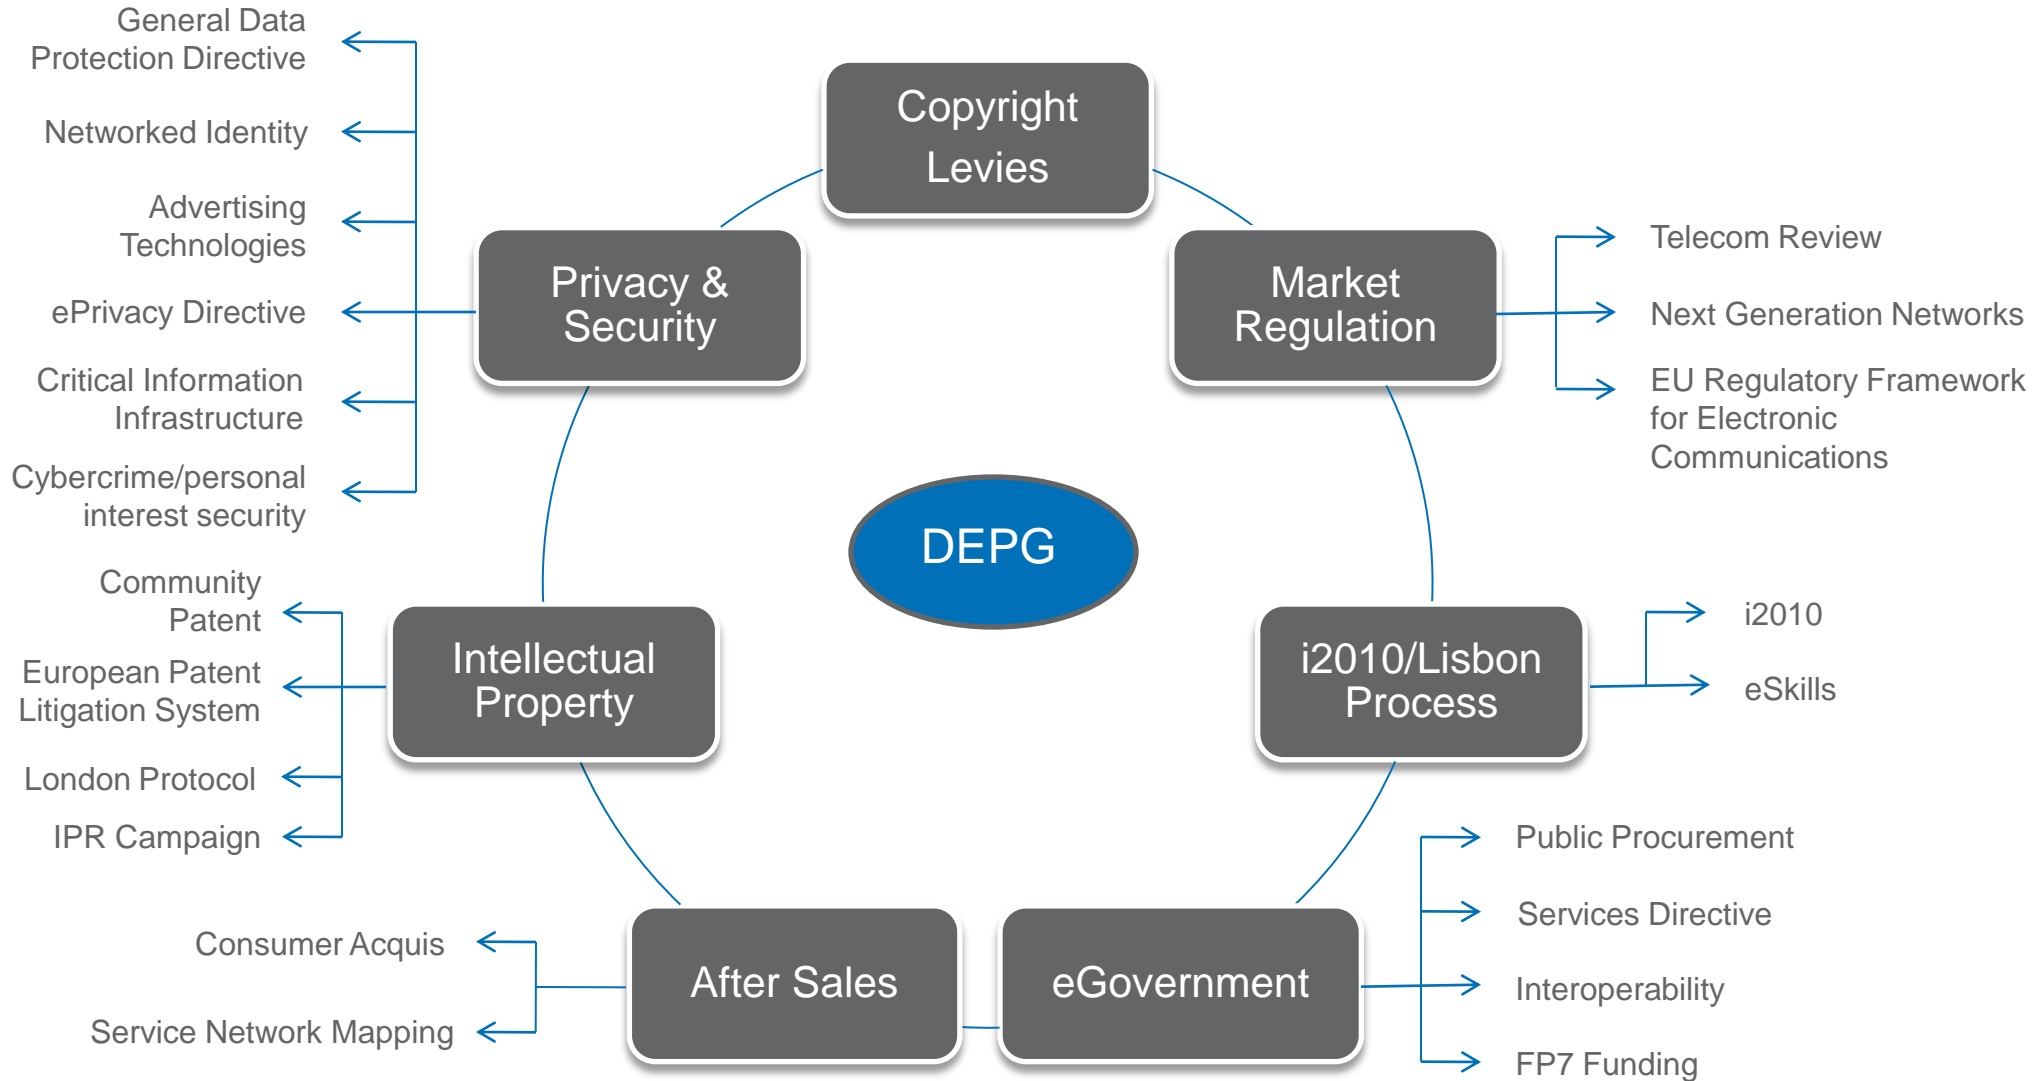 General Data
Protection Directive
Networked Identity
Advertising
Technologies
ePrivacy Directive
Critical Information
Infrastructure
Cybercrime/personal
interest security
Copyright
Levies
Privacy &
Security
Market
Regulation
Telecom Review
Next Generation Networks
EU Regulatory Framework
for Electronic
Communications
DEPG
Community
Patent
European Patent
Litigation System
London Protocol
IPR Campaign
Intellectual
Property
i2010/Lisbon
Process
i2010
eSkills
Consumer Acquis
Service Network Mapping
After Sales
eGovernment
Public Procurement
Services Directive
Interoperability
FP7 Funding